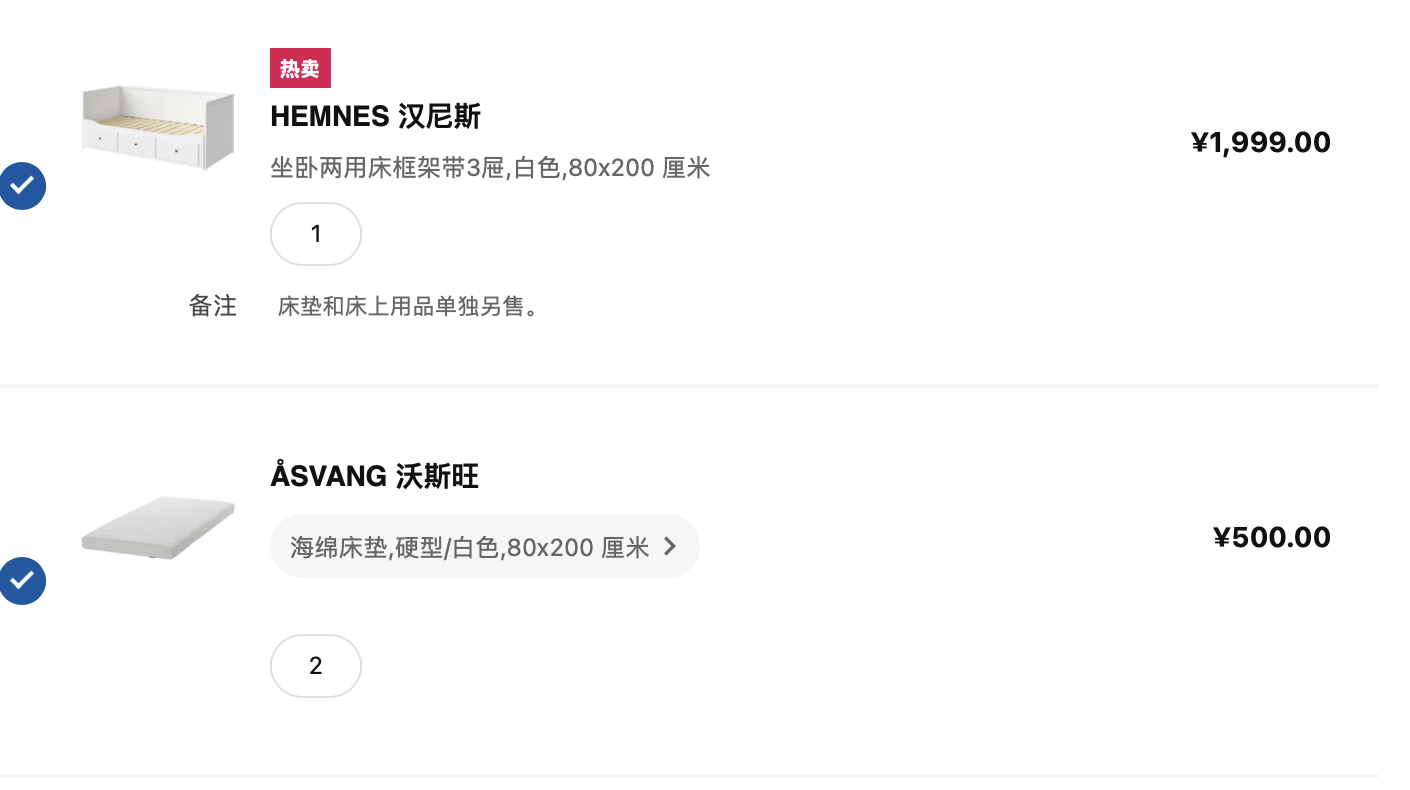 热卖
HEMNES 汉尼斯
¥1,999.00
坐卧两用床框架带3屉,白色,80x200 厘米
1
备注 床垫和床上用品单独另售。
ÅSVANG 沃斯旺
¥500.00
海绵床垫,硬型/白色,80x200 厘米
2